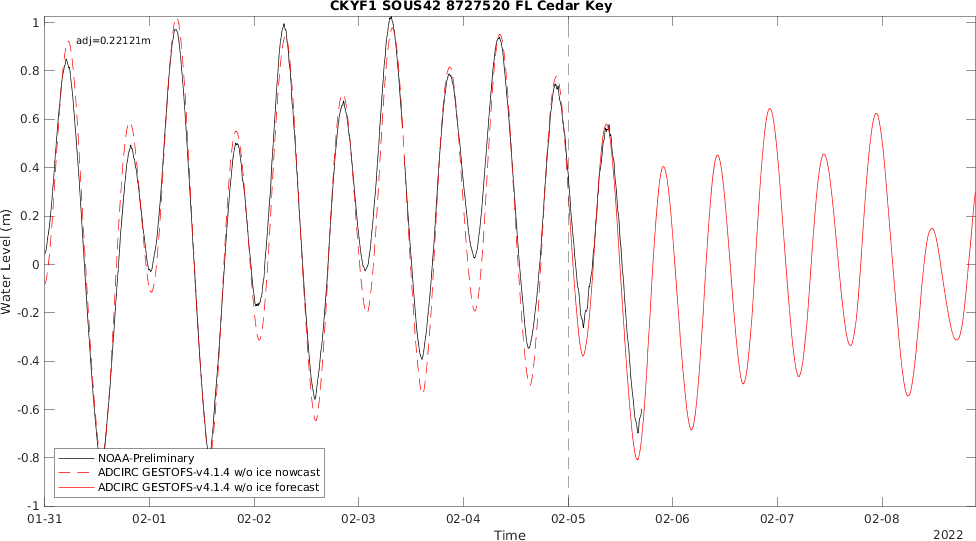 CKYF1 SOUS42 8727520 FL Cedar Key
adj=0.22121m
1
0.8
0.6
0.4
0.2
0
-0.2
-0.4
-0.6
-0.8
-1
Water Level (m)
NOAA-Preliminary
ADCIRC GESTOFS-v4.1.4 w/o ice nowcast
ADCIRC GESTOFS-v4.1.4 w/o ice forecast
01-31 02-01 02-02 02-03 02-04 02-05 02-06 02-07 02-08
Time
2022